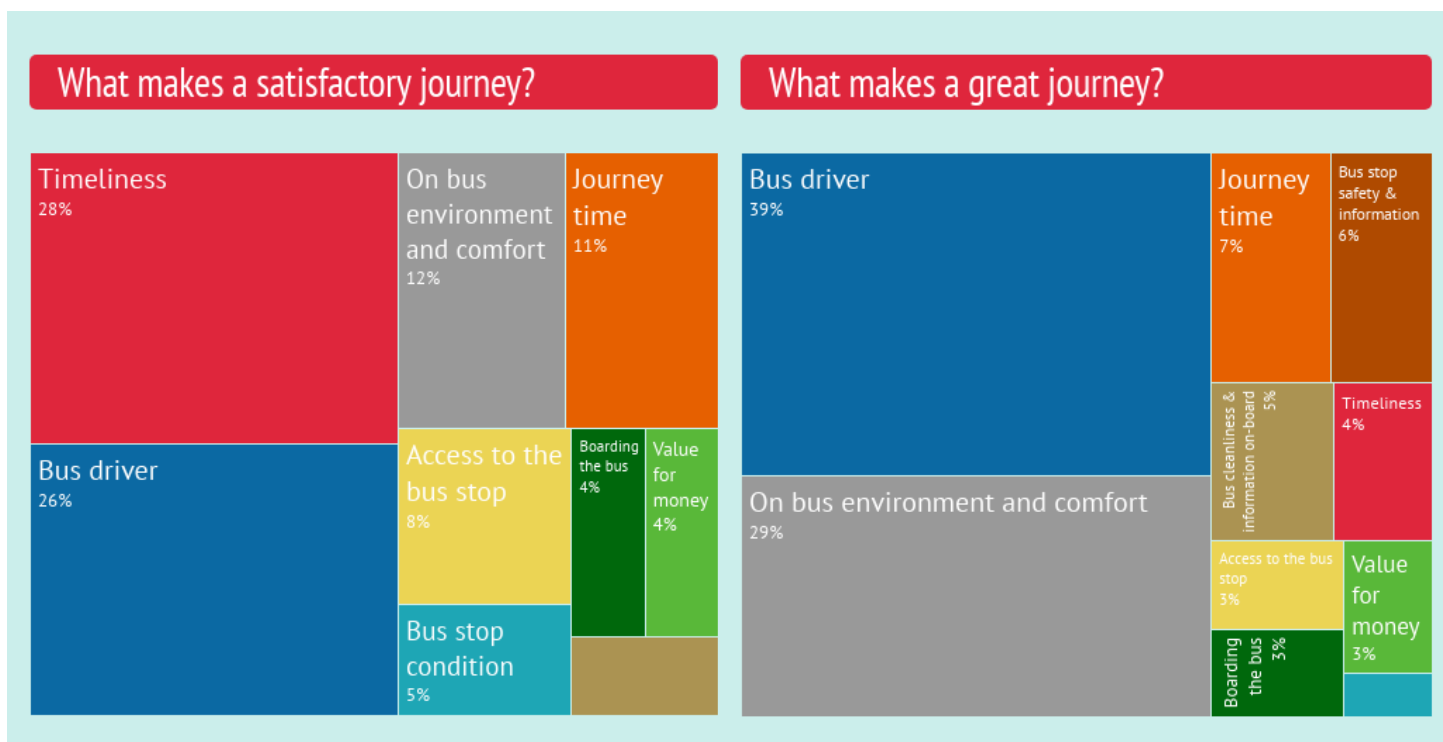 What makes a satisfactory journey?
Timeliness
28%
Bus driver
26%
On bus
environment
and comfort
12%
Journey
time
11%
Access to the
bus stop
8%
Boarding
the bus
4%
Value
for
money
4%
Bus stop
condition
5%
What makes a great journey?
Bus driver
39%
On bus environment and comfort
29%
Journey
time
7%
Bus stop
safety &
information
6%
Bus cleanliness &
information on-board
5%
Timeliness
4%
Access to the bus
stop
3%
Boarding
the bus
3%
Value
for
money
3%